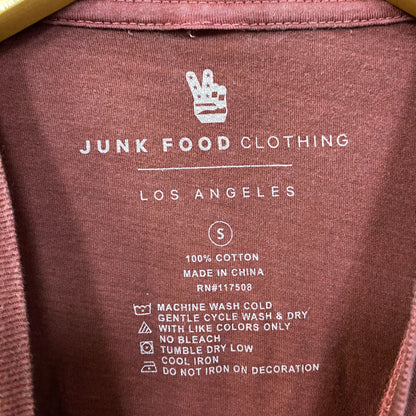 JUNK FOOD CLOTHING
LOS ANGELES
S
100% COTTON
MADE IN CHINA
RN#117508
MACHINE WASH COLD
GENTLE CYCLE WASH & DRY
WITH LIKE COLORS ONLY
NO BLEACH
TUMBLE DRY LOW
COOL IRON
DO NOT IRON ON DECORATION